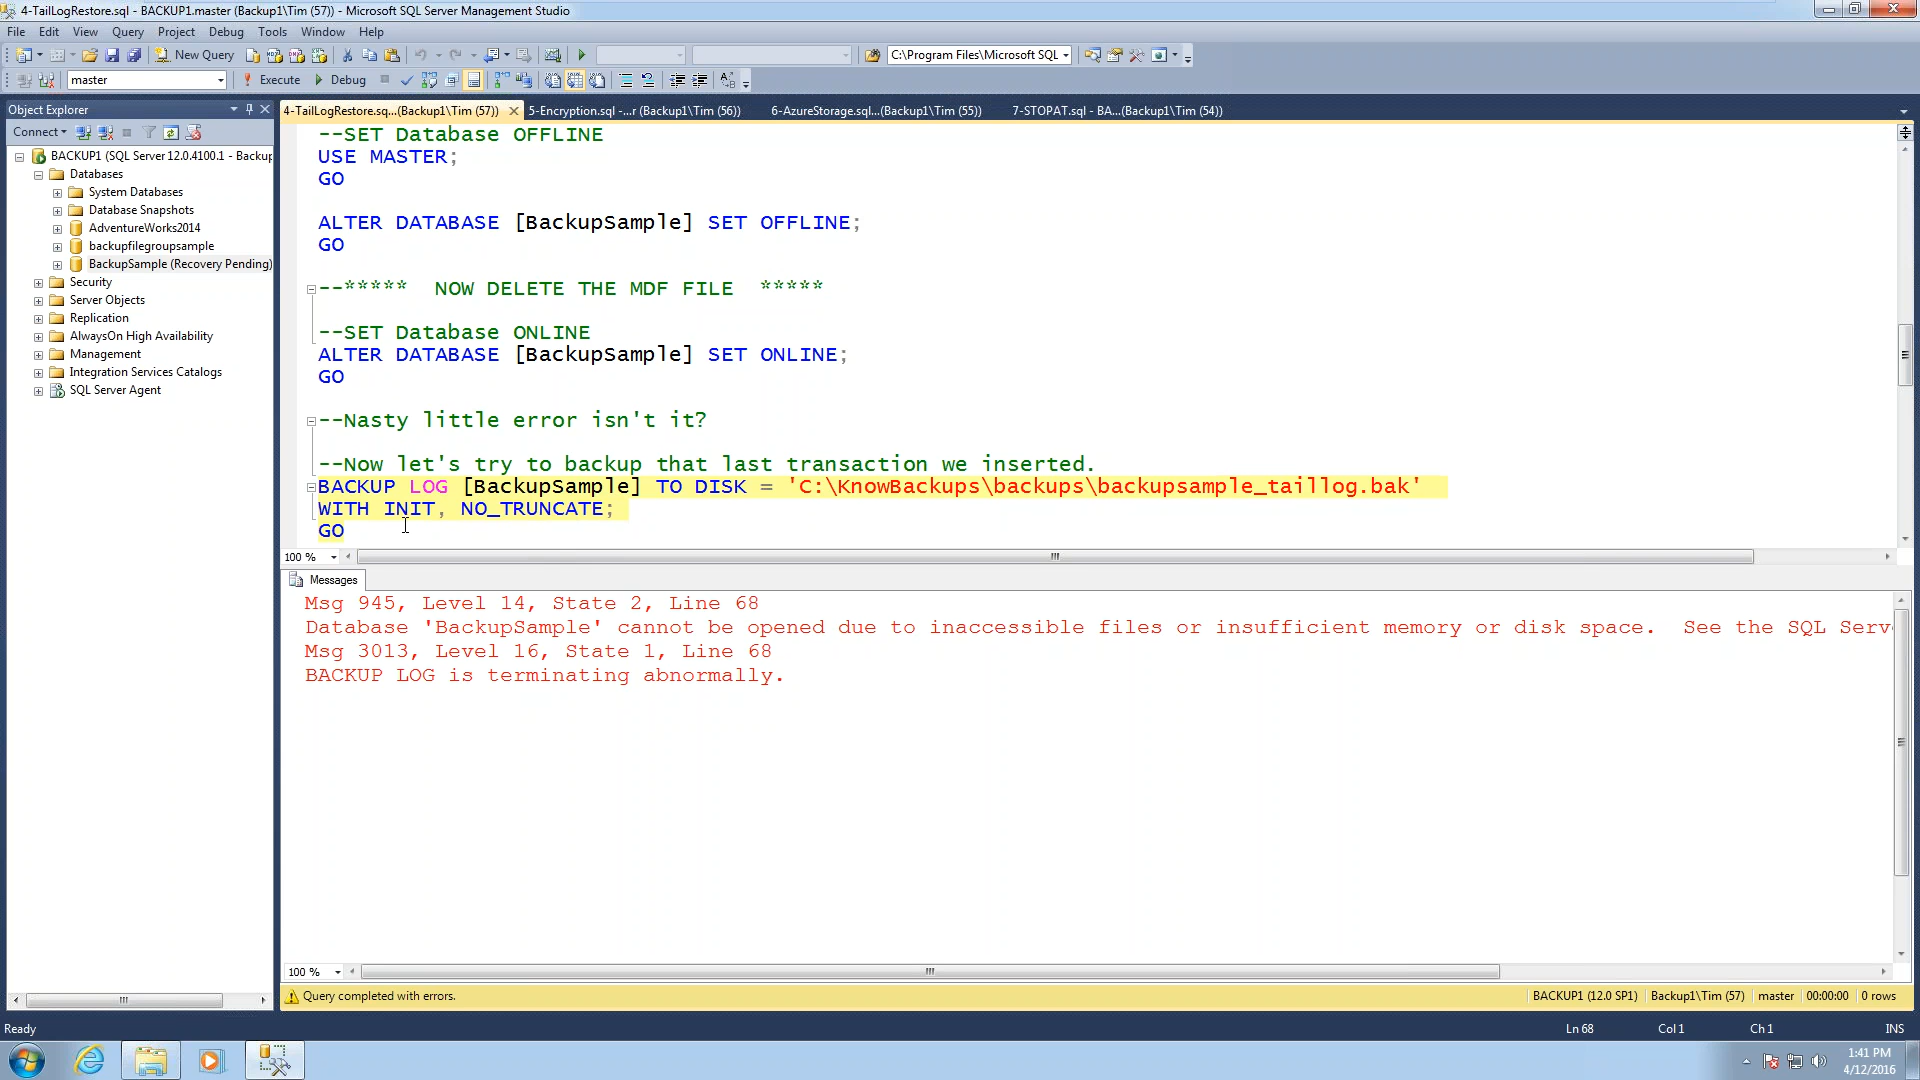 4-TailLogRestore.sql - BACKUP1.master (Backup1\Tim (57)) - Microsoft SQL Server Management Studio
File Edit View Query Project Debug Tools Window Help
New Query C:\Program Files\Microsoft SQL
master Execute Debug
Object Explorer
4-TailLogRestore.sq...(Backup1\Tim (57)) 5-Encryption.sql -...r (Backup1\Tim (56)) 6-AzureStorage.sql...(Backup1\Tim (55)) 7-STOPAT.sql - BA...(Backup1\Tim (54))
Connect
BACKUP1 (SQL Server 12.0.4100.1 - Backup
Databases
System Databases
Database Snapshots
AdventureWorks2014
backupfilegroupsample
BackupSample (Recovery Pending)
Security
Server Objects
Replication
AlwaysOn High Availability
Management
Integration Services Catalogs
SQL Server Agent
--SET Database OFFLINE
USE MASTER;
GO
ALTER DATABASE [BackupSample] SET OFFLINE;
GO
--***** NOW DELETE THE MDF FILE *****
--SET Database ONLINE
ALTER DATABASE [BackupSample] SET ONLINE;
GO
--Nasty little error isn't it?
--Now let's try to backup that last transaction we inserted.
BACKUP LOG [BackupSample] TO DISK = 'C:\KnowBackups\backups\backupsample_taillog.bak'
WITH INIT, NO_TRUNCATE;
GO
100 %
Messages
Msg 945, Level 14, State 2, Line 68
Database 'BackupSample' cannot be opened due to inaccessible files or insufficient memory or disk space. See the SQL Serv
Msg 3013, Level 16, State 1, Line 68
BACKUP LOG is terminating abnormally.
100 %
Query completed with errors. BACKUP1 (12.0 SP1) Backup1\Tim (57) master 00:00:00 0 rows
Ready Ln 68 Col 1 Ch 1 INS
1:41 PM
4/12/2016